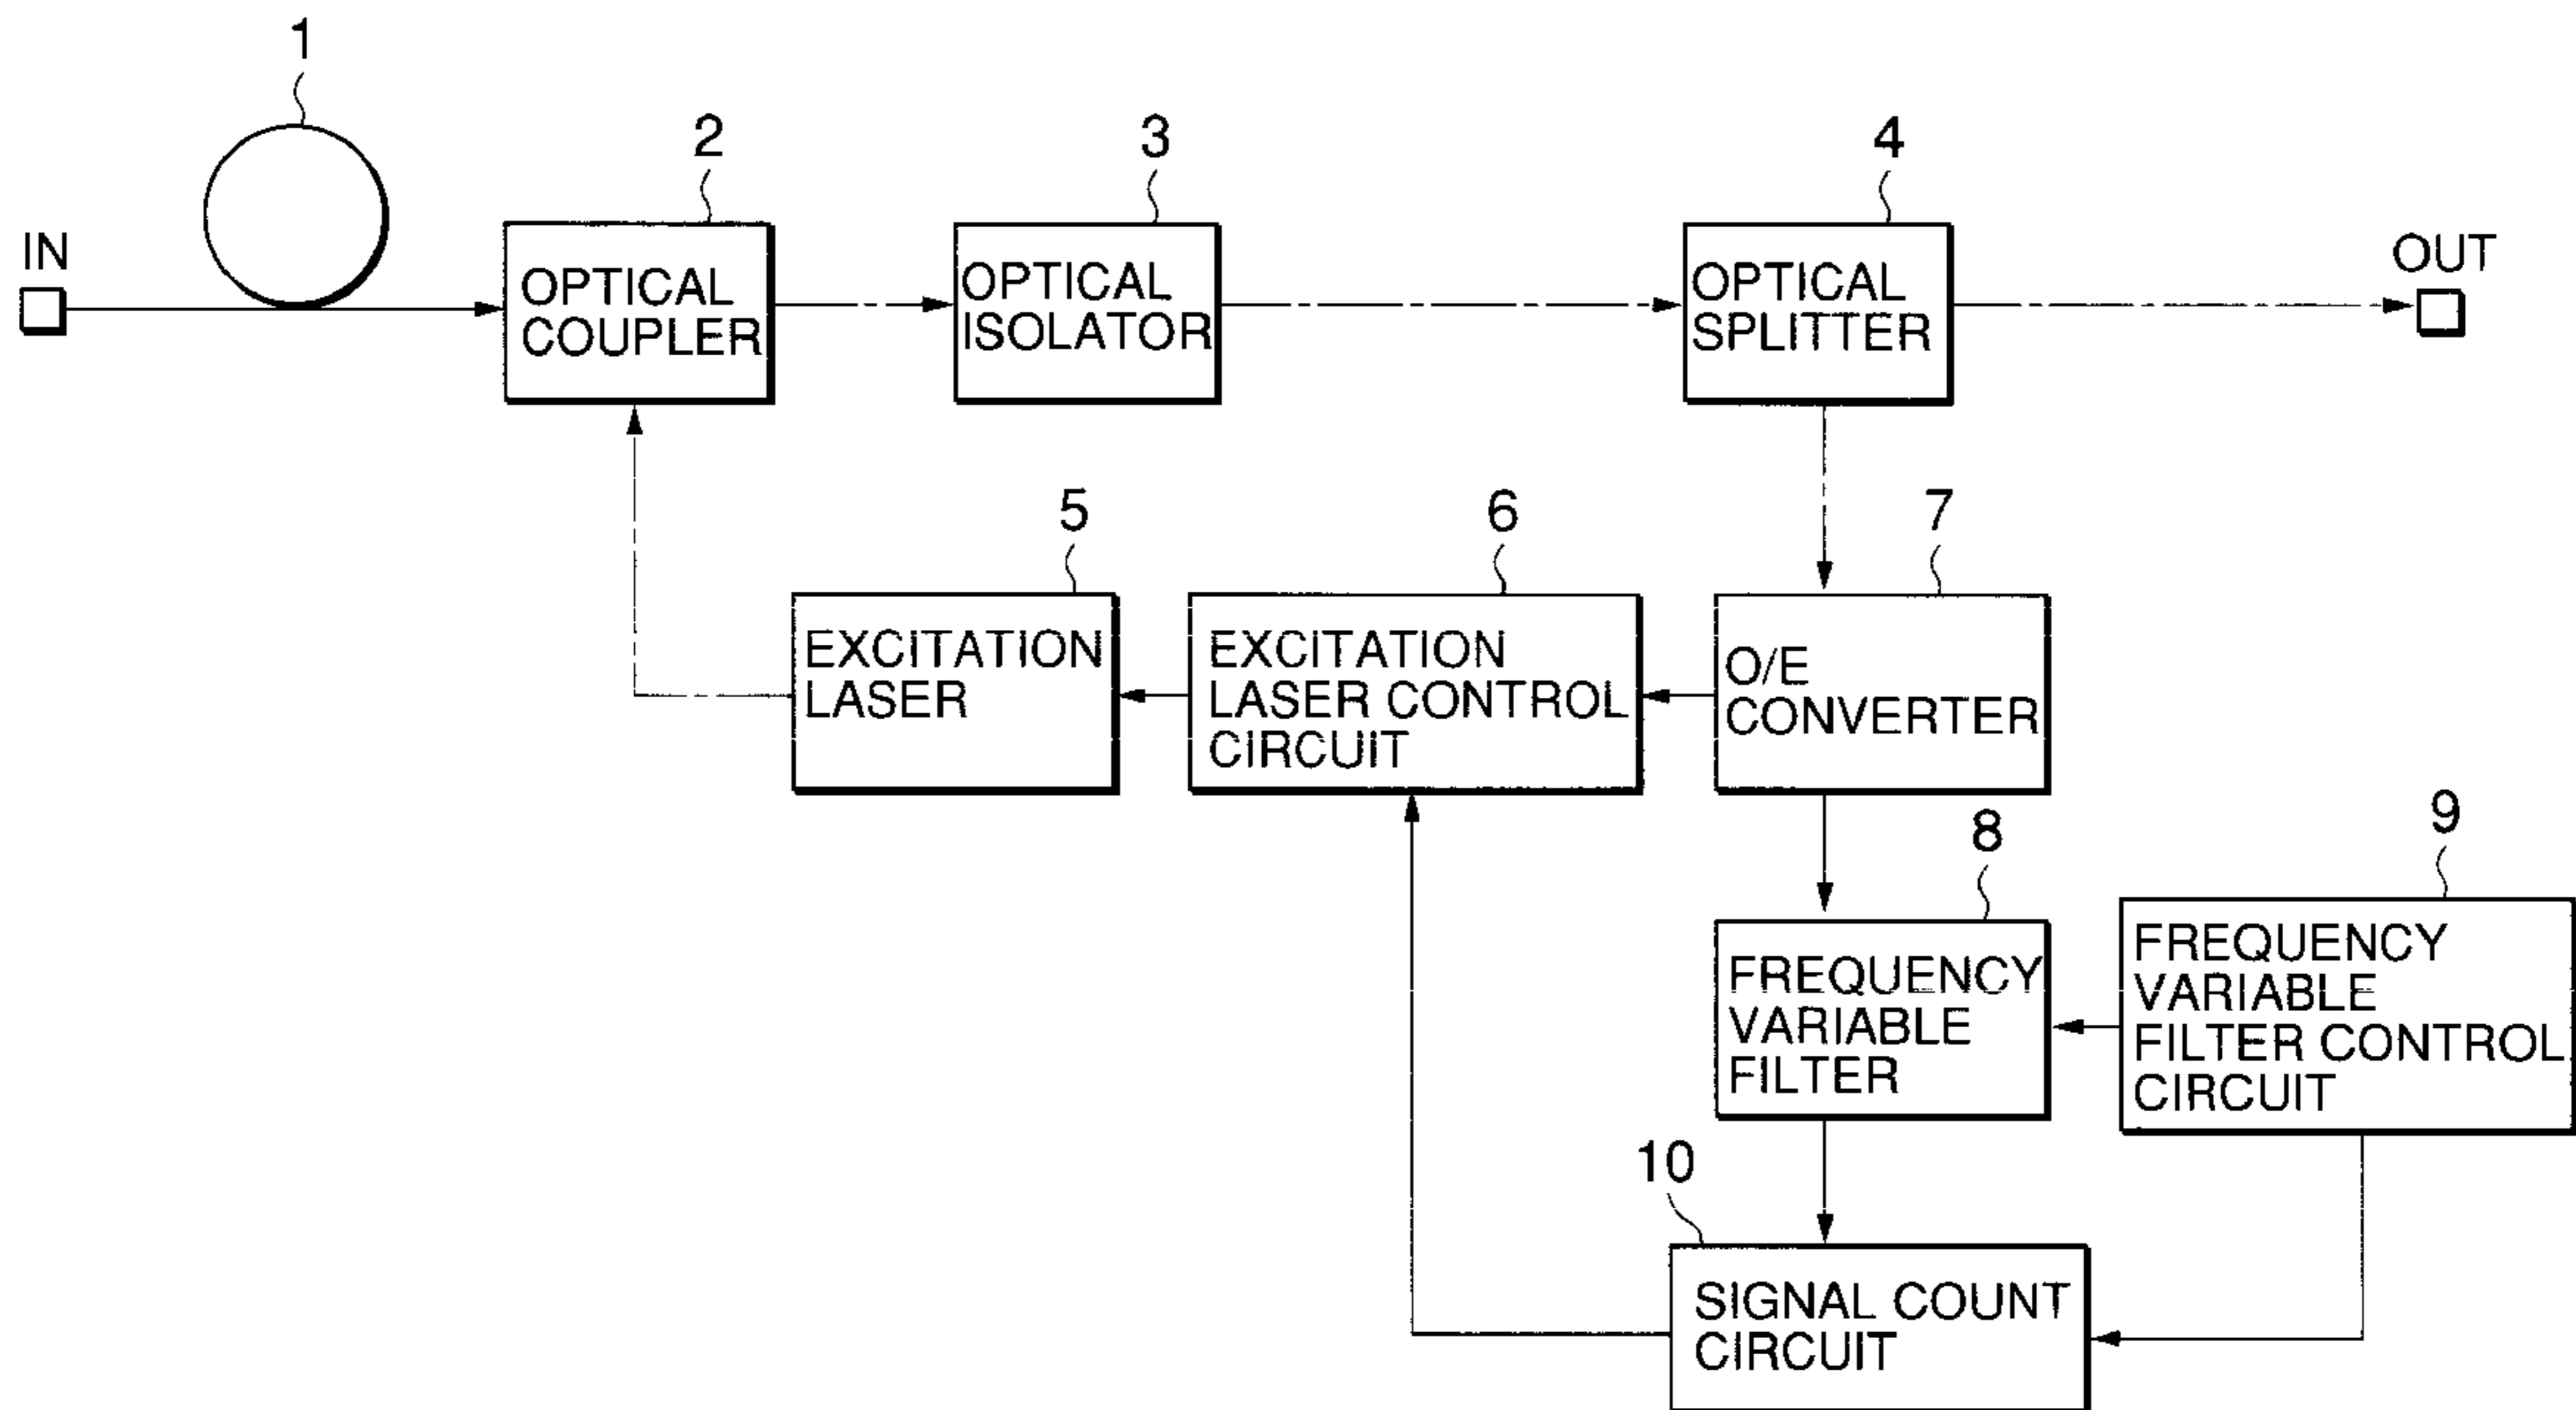 1
2
3
4
IN
OPTICAL
COUPLER
OPTICAL
ISOLATOR
OPTICAL
SPLITTER
OUT
5
6
7
EXCITATION
LASER
EXCITATION
LASER CONTROL
CIRCUIT
O/E
CONVERTER
8
9
FREQUENCY
VARIABLE
FILTER
FREQUENCY
VARIABLE
FILTER CONTROL
CIRCUIT
10
SIGNAL COUNT
CIRCUIT